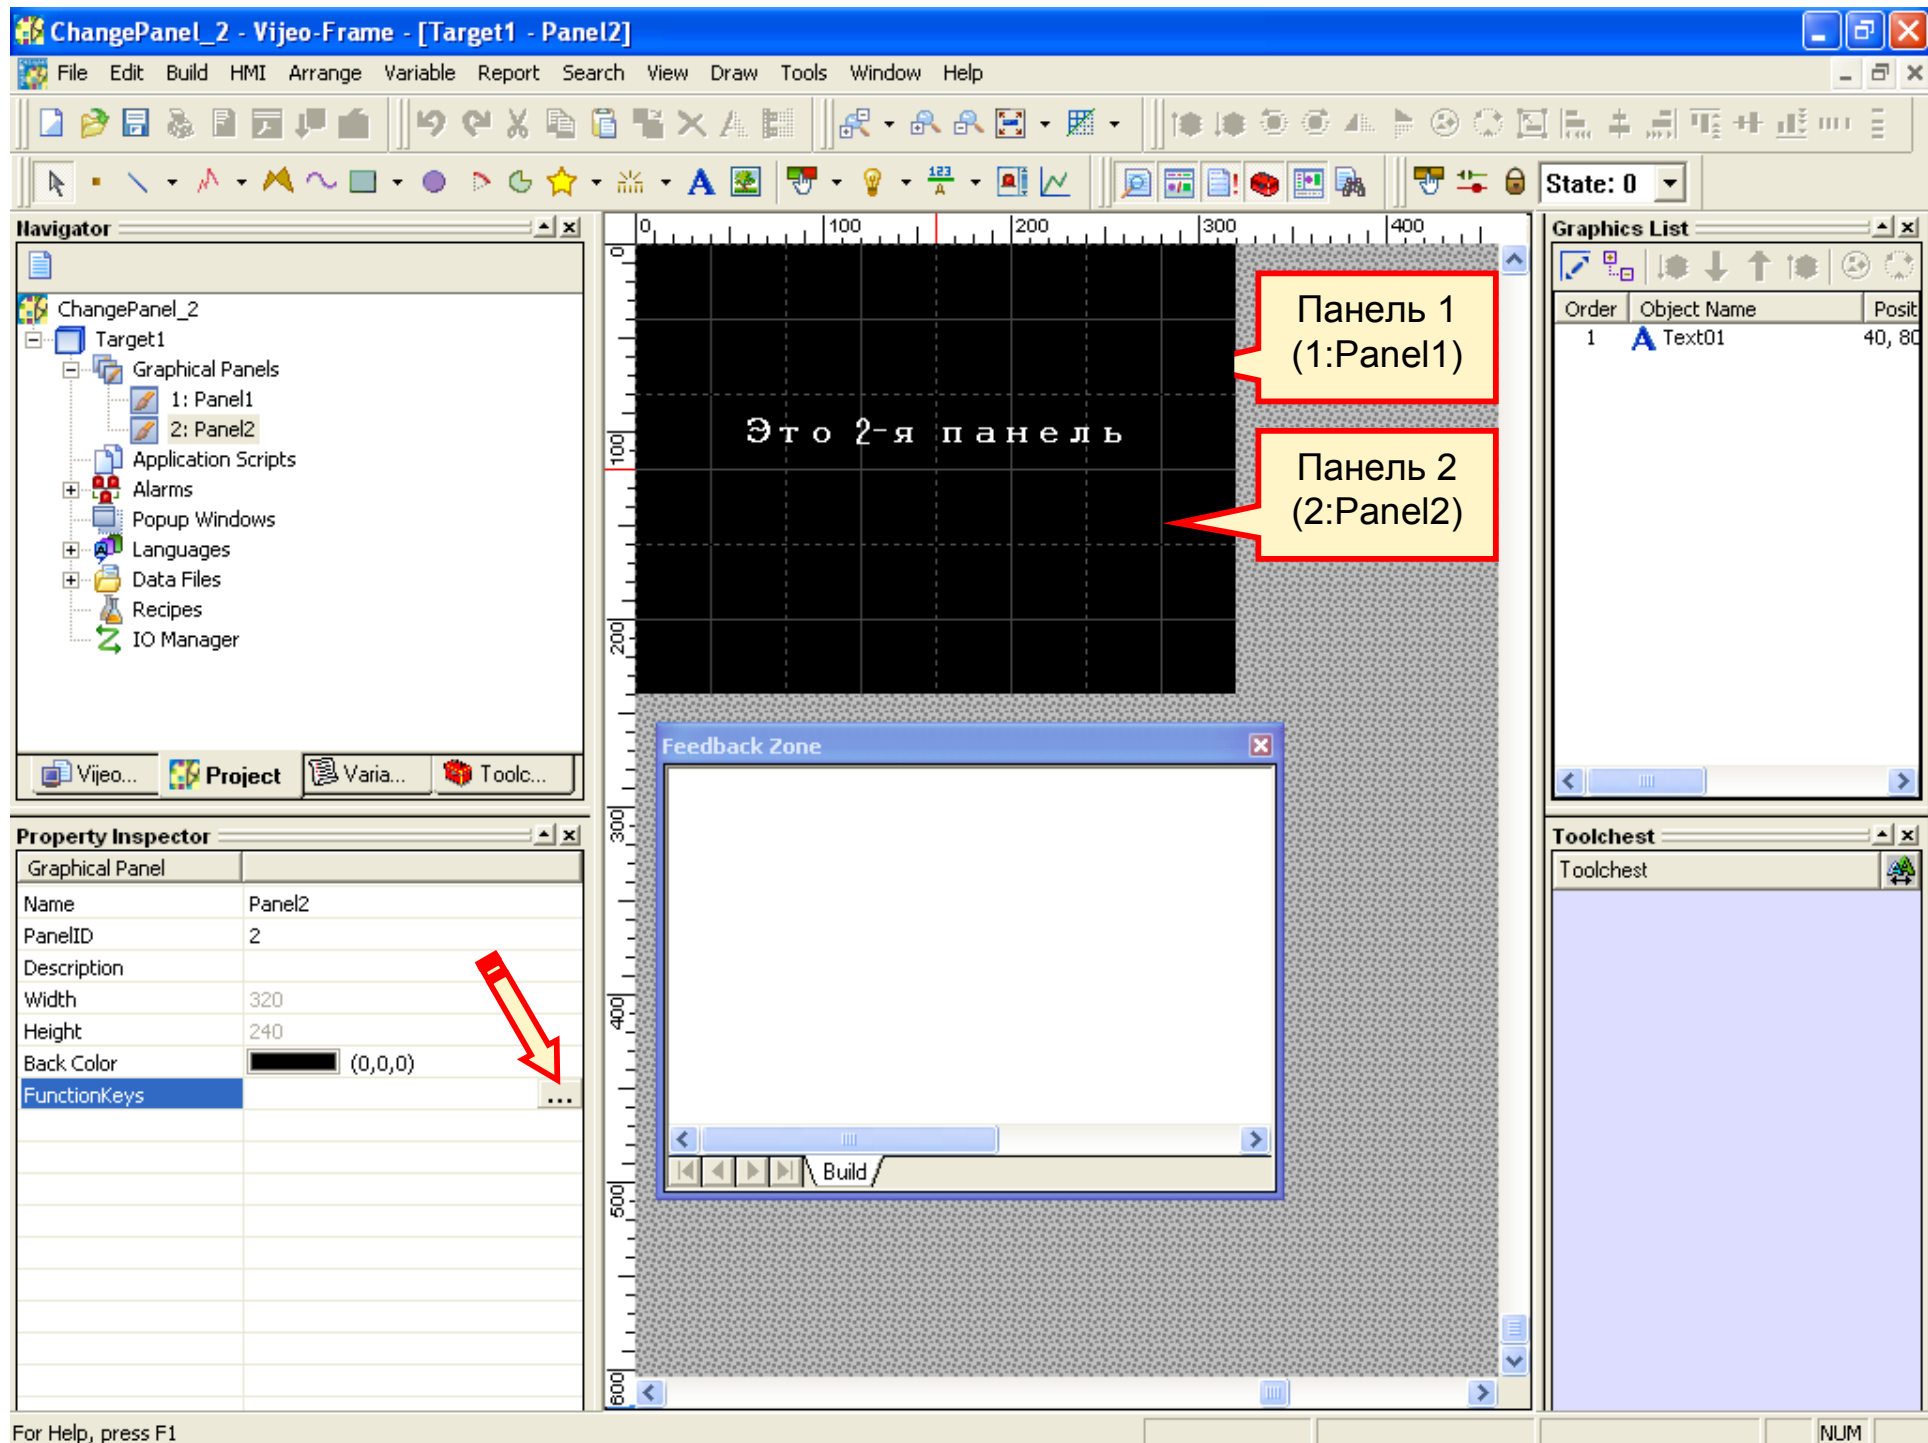 ChangePanel_2 - Vijeo-Frame - [Target1 - Panel2]
File Edit Build HMI Arrange Variable Report Search View Draw Tools Window Help
State: 0
Navigator
ChangePanel_2
Target1
Graphical Panels
1: Panel1
2: Panel2
Application Scripts
Alarms
Popup Windows
Languages
Data Files
Recipes
IO Manager
Vijeo... Project Varia... Toolc...
Property Inspector
Graphical Panel
Name Panel2
PanelID 2
Description
Width 320
Height 240
Back Color (0,0,0)
FunctionKeys ...
0 100 200 300 400
0
100
200
300
400
500
600
Это 2-я панель
Панель 1
(1:Panel1)
Панель 2
(2:Panel2)
Feedback Zone
Build
Graphics List
Order Object Name Posit
1 Text01 40, 80
Toolchest
Toolchest
For Help, press F1
NUM